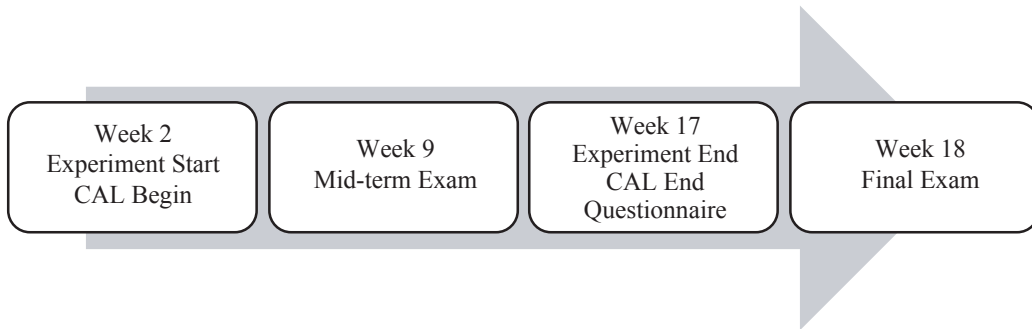 Week 2
Experiment Start
CAL Begin
Week 9
Mid-term Exam
Week 17
Experiment End
CAL End
Questionnaire
Week 18
Final Exam